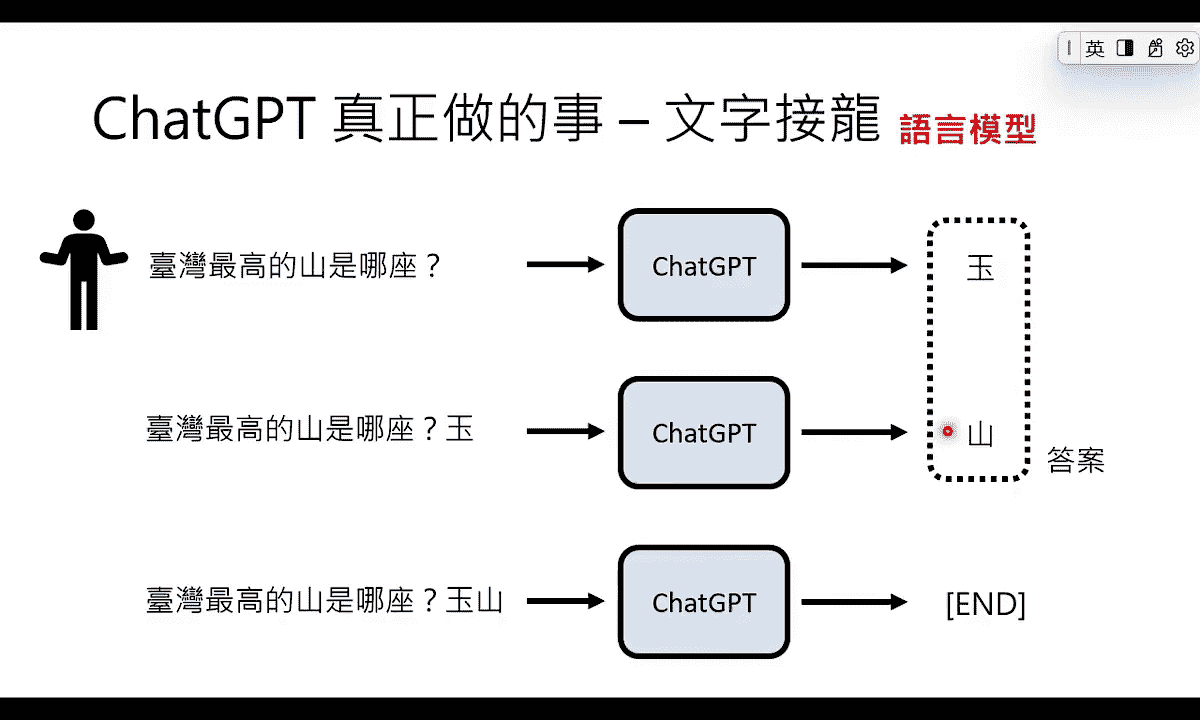 英
ChatGPT 真正做的事 – 文字接龍 語言模型
臺灣最高的山是哪座？
ChatGPT
玉
臺灣最高的山是哪座？玉
ChatGPT
山
答案
臺灣最高的山是哪座？玉山
ChatGPT
[END]